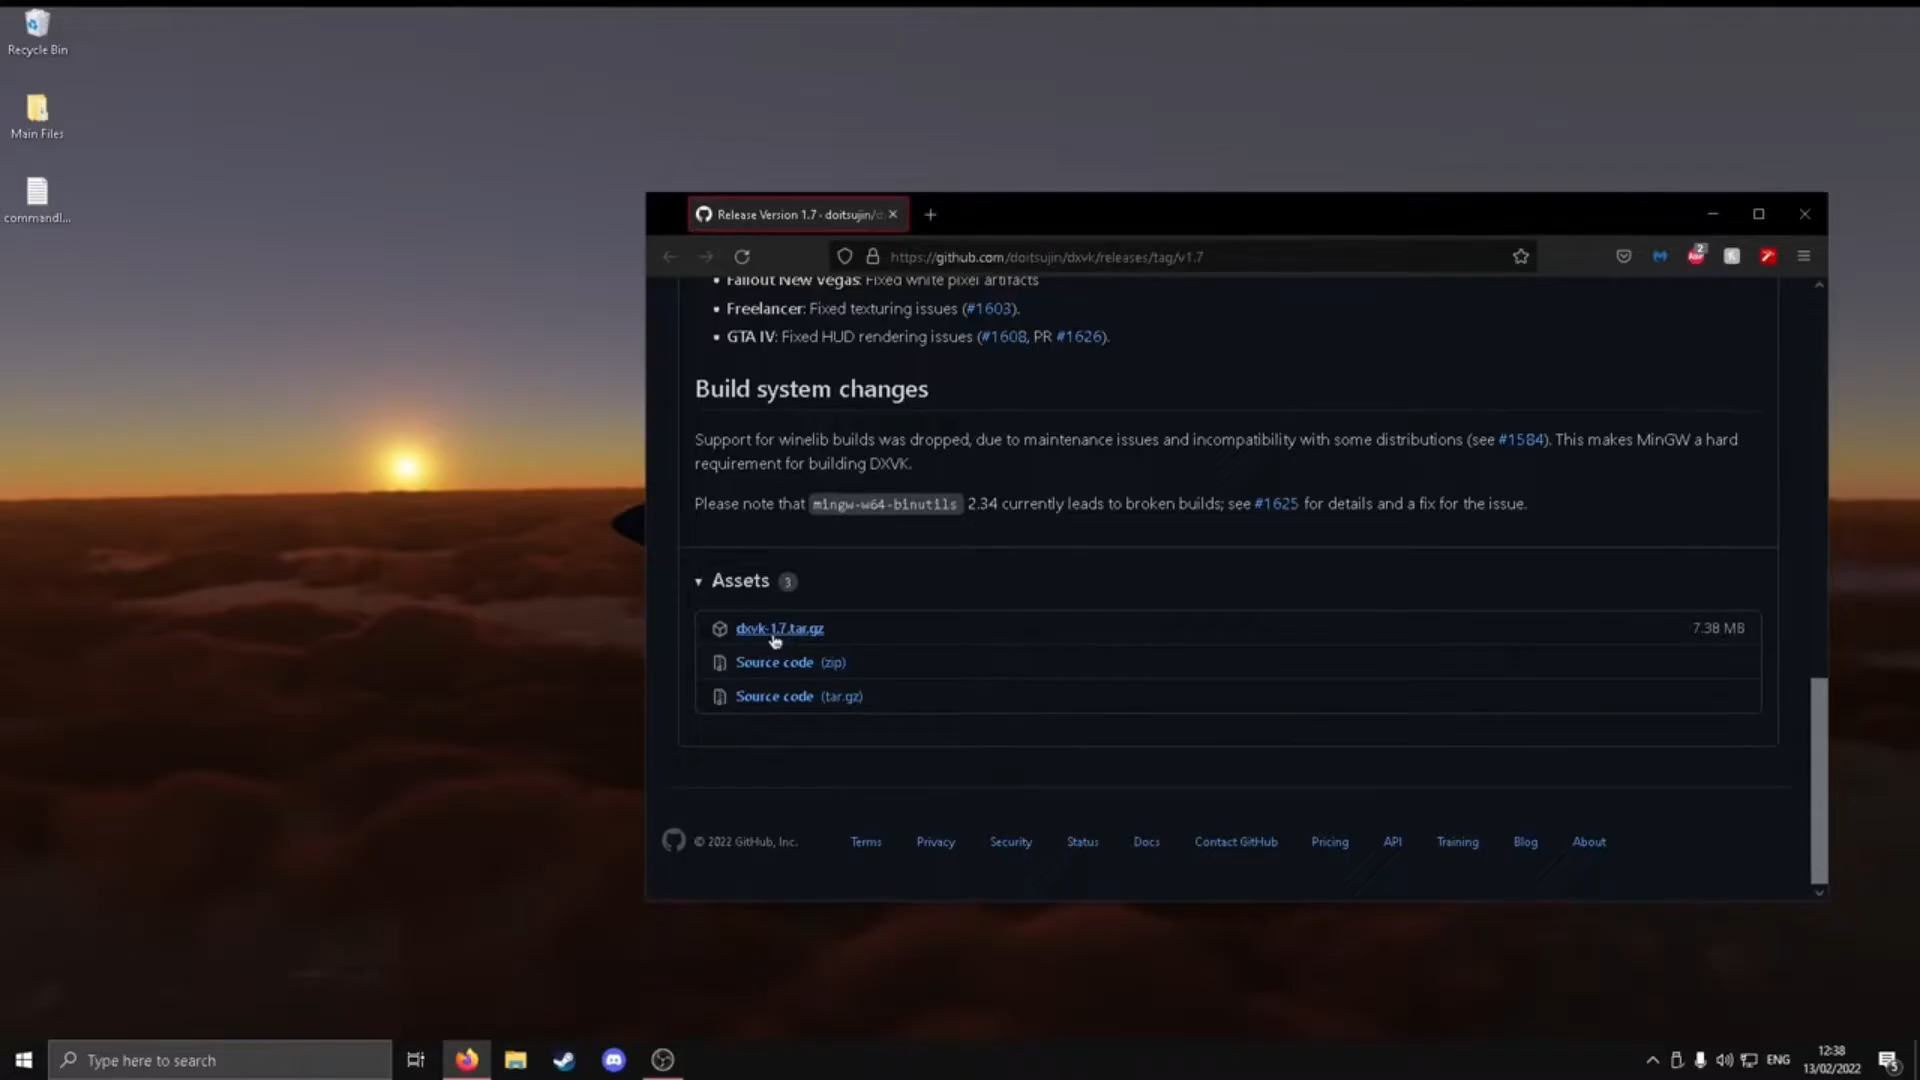 Recycle Bin
Main Files
commandl...
Release Version 1.7 · doitsujin/d
https://github.com/doitsujin/dxvk/releases/tag/v1.7
2
• Fallout New Vegas: Fixed white pixel artifacts
• Freelancer: Fixed texturing issues (#1603).
• GTA IV: Fixed HUD rendering issues (#1608, PR #1626).
Build system changes
Support for winelib builds was dropped, due to maintenance issues and incompatibility with some distributions (see #1584). This makes MinGW a hard
requirement for building DXVK.
Please note that mingw-w64-binutils 2.34 currently leads to broken builds; see #1625 for details and a fix for the issue.
Assets 3
dxvk-1.7.tar.gz 7.38 MB
Source code (zip)
Source code (tar.gz)
© 2022 GitHub, Inc. Terms Privacy Security Status Docs Contact GitHub Pricing API Training Blog About
Type here to search
ENG
12:38
13/02/2022
5